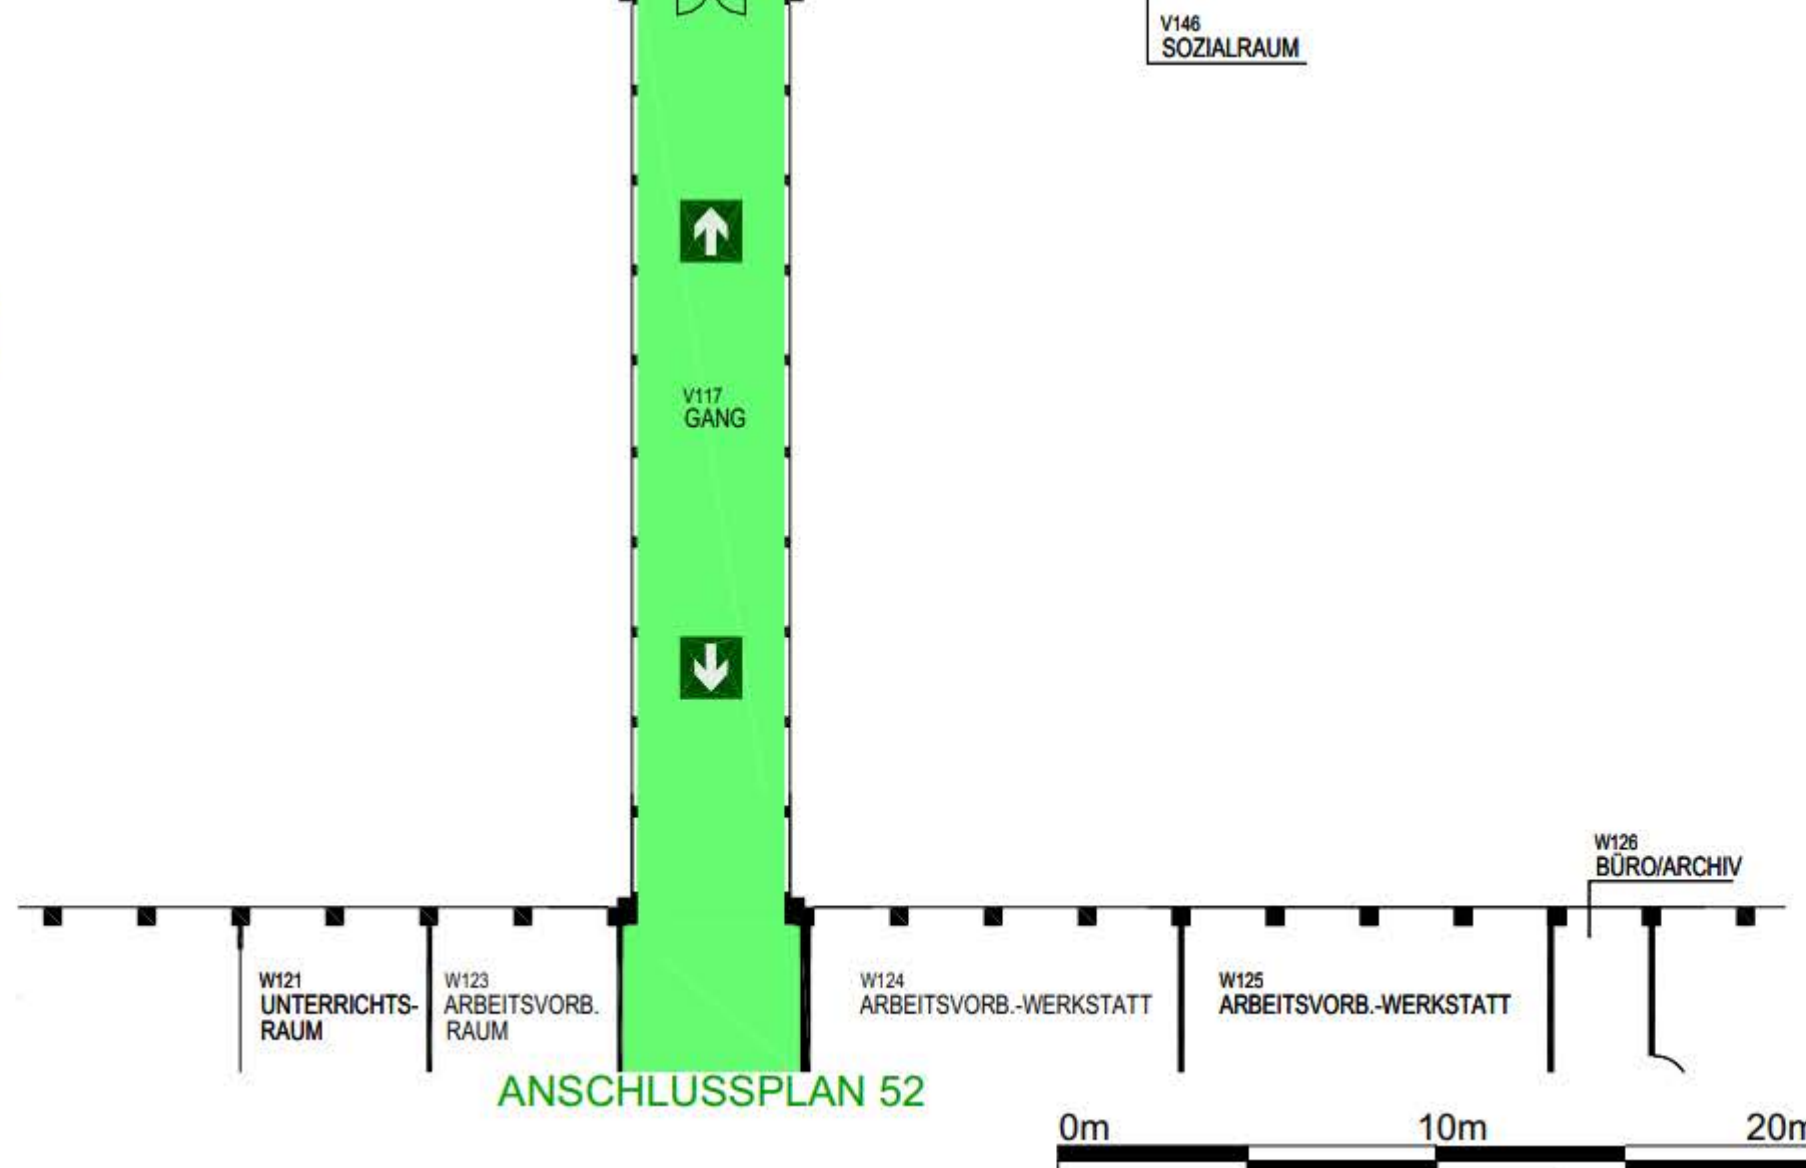 V146
SOZIALRAUM
V117
GANG
W126
BÜRO/ARCHIV
W121
UNTERRICHTS-
RAUM
W123
ARBEITSVORB.
RAUM
W124
ARBEITSVORB.-WERKSTATT
W125
ARBEITSVORB.-WERKSTATT
ANSCHLUSSPLAN 52
0m 10m 20m